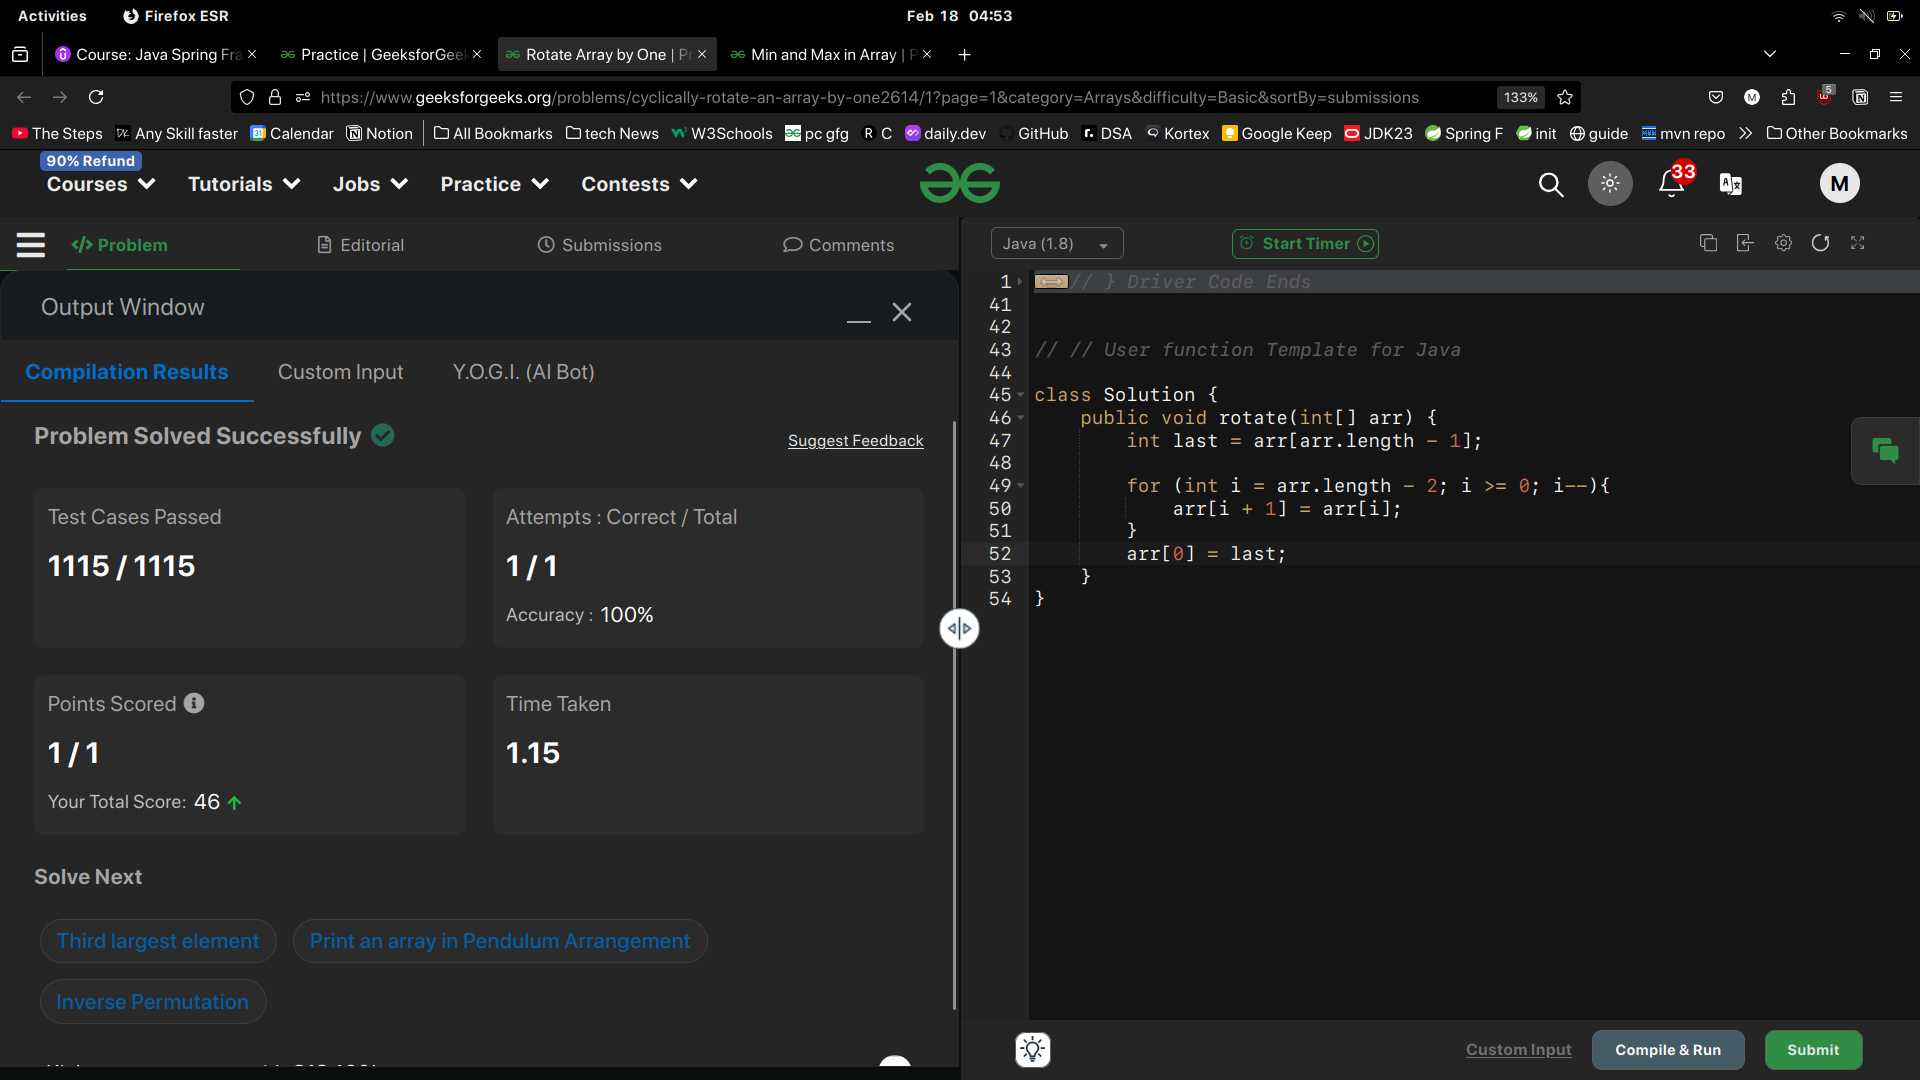 Activities Firefox ESR Feb 18 04:53
Course: Java Spring Fra Practice | GeeksforGeek Rotate Array by One | Pr Min and Max in Array | P
https://www.geeksforgeeks.org/problems/cyclically-rotate-an-array-by-one2614/1?page=1&category=Arrays&difficulty=Basic&sortBy=submissions 133% M 5
The Steps Any Skill faster 31 Calendar Notion All Bookmarks tech News W3Schools pc gfg R C daily.dev GitHub r. DSA Kortex Google Keep JDK23 Spring F init guide mvn repo Other Bookmarks
90% Refund
Courses Tutorials Jobs Practice Contests 33 M
</> Problem Editorial Submissions Comments
Java (1.8) Start Timer
Output Window
Compilation Results Custom Input Y.O.G.I. (AI Bot)
Problem Solved Successfully Suggest Feedback
Test Cases Passed
1115 / 1115
Attempts : Correct / Total
1 / 1
Accuracy : 100%
Points Scored
1 / 1
Your Total Score: 46
Time Taken
1.15
Solve Next
Third largest element Print an array in Pendulum Arrangement
Inverse Permutation
1 // } Driver Code Ends
41
42
43 // // User function Template for Java
44
45 class Solution {
46 public void rotate(int[] arr) {
47 int last = arr[arr.length - 1];
48
49 for (int i = arr.length - 2; i >= 0; i--){
50 arr[i + 1] = arr[i];
51 }
52 arr[0] = last;
53 }
54 }
Custom Input Compile & Run Submit